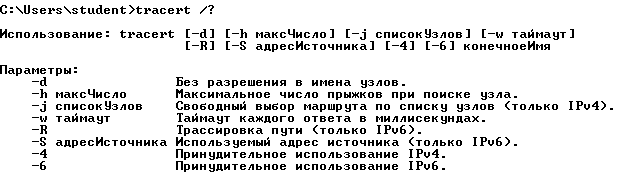 C:\Users\student>tracert /?
Использование: tracert [-d] [-h максЧисло] [-j списокУзлов] [-w таймаут]
[-R] [-S адресИсточника] [-4] [-6] конечноеИмя
Параметры:
-d Без разрешения в имена узлов.
-h максЧисло Максимальное число прыжков при поиске узла.
-j списокУзлов Свободный выбор маршрута по списку узлов (только IPv4).
-w таймаут Таймаут каждого ответа в миллисекундах.
-R Трассировка пути (только IPv6).
-S адресИсточника Используемый адрес источника (только IPv6).
-4 Принудительное использование IPv4.
-6 Принудительное использование IPv6.